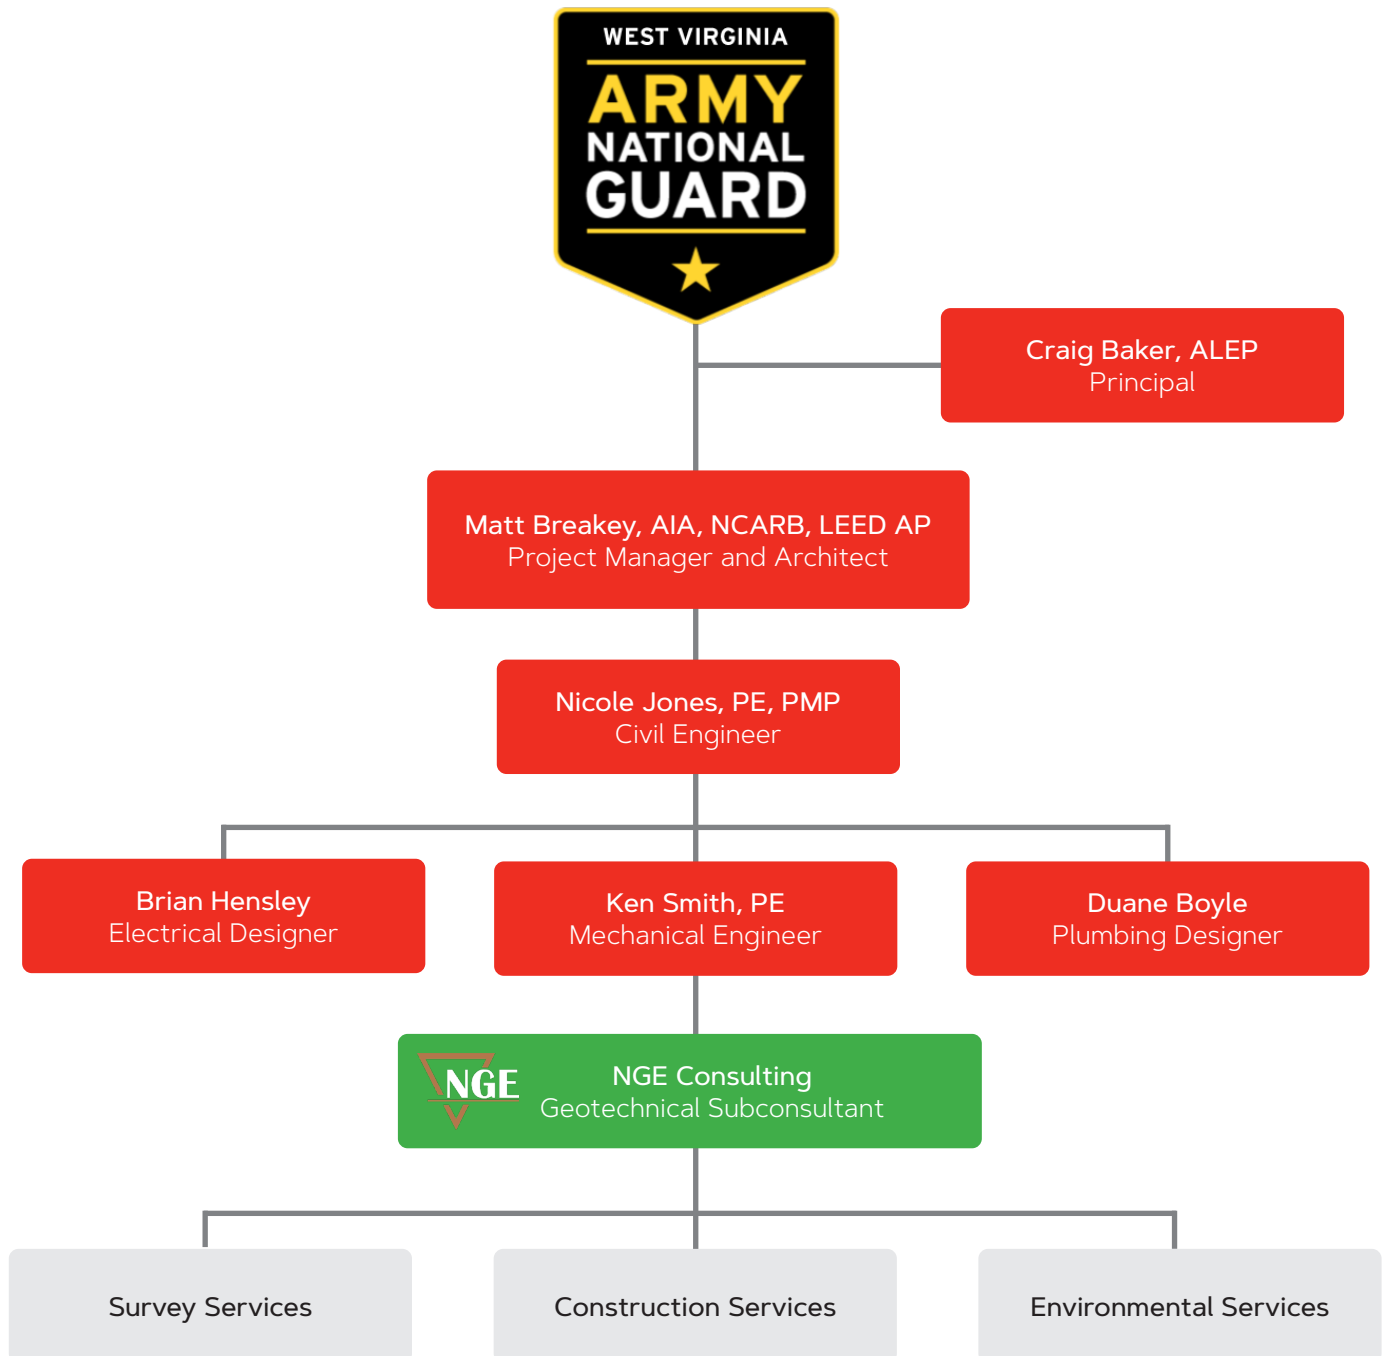 WEST VIRGINIA
ARMY
NATIONAL
GUARD
Craig Baker, ALEP
Principal
Matt Breakey, AIA, NCARB, LEED AP
Project Manager and Architect
Nicole Jones, PE, PMP
Civil Engineer
Brian Hensley
Electrical Designer
Ken Smith, PE
Mechanical Engineer
Duane Boyle
Plumbing Designer
NGE
NGE Consulting
Geotechnical Subconsultant
Survey Services
Construction Services
Environmental Services